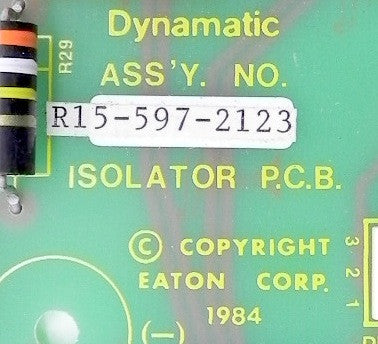 Dynamatic
R29
ASS'Y. NO.
R15-597-2123
ISOLATOR P.C.B.
© COPYRIGHT
EATON CORP.
1984
(-)
3 2 1